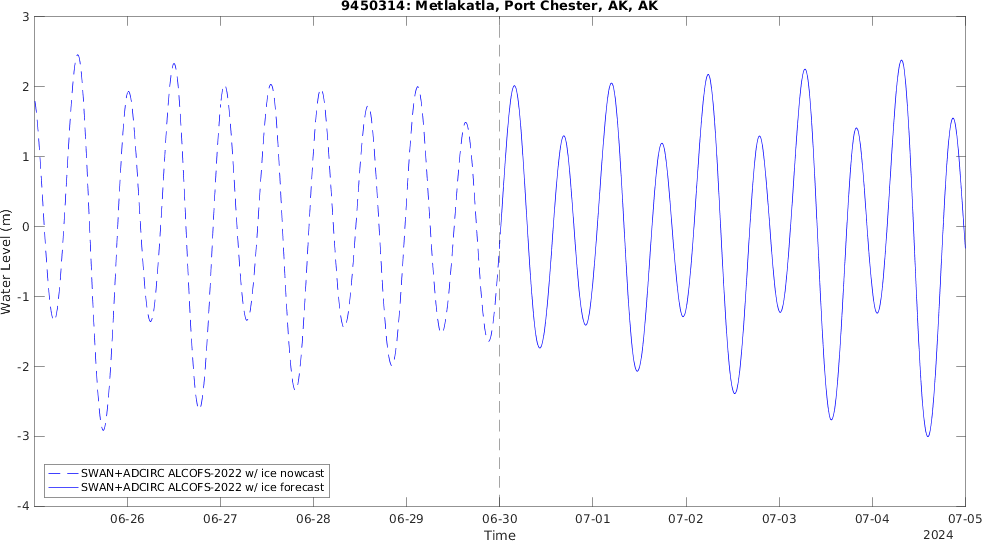 9450314: Metlakatla, Port Chester, AK, AK
Water Level (m)
3
2
1
0
-1
-2
-3
-4
SWAN+ADCIRC ALCOFS-2022 w/ ice nowcast
SWAN+ADCIRC ALCOFS-2022 w/ ice forecast
06-26 06-27 06-28 06-29 06-30 07-01 07-02 07-03 07-04 07-05
Time
2024